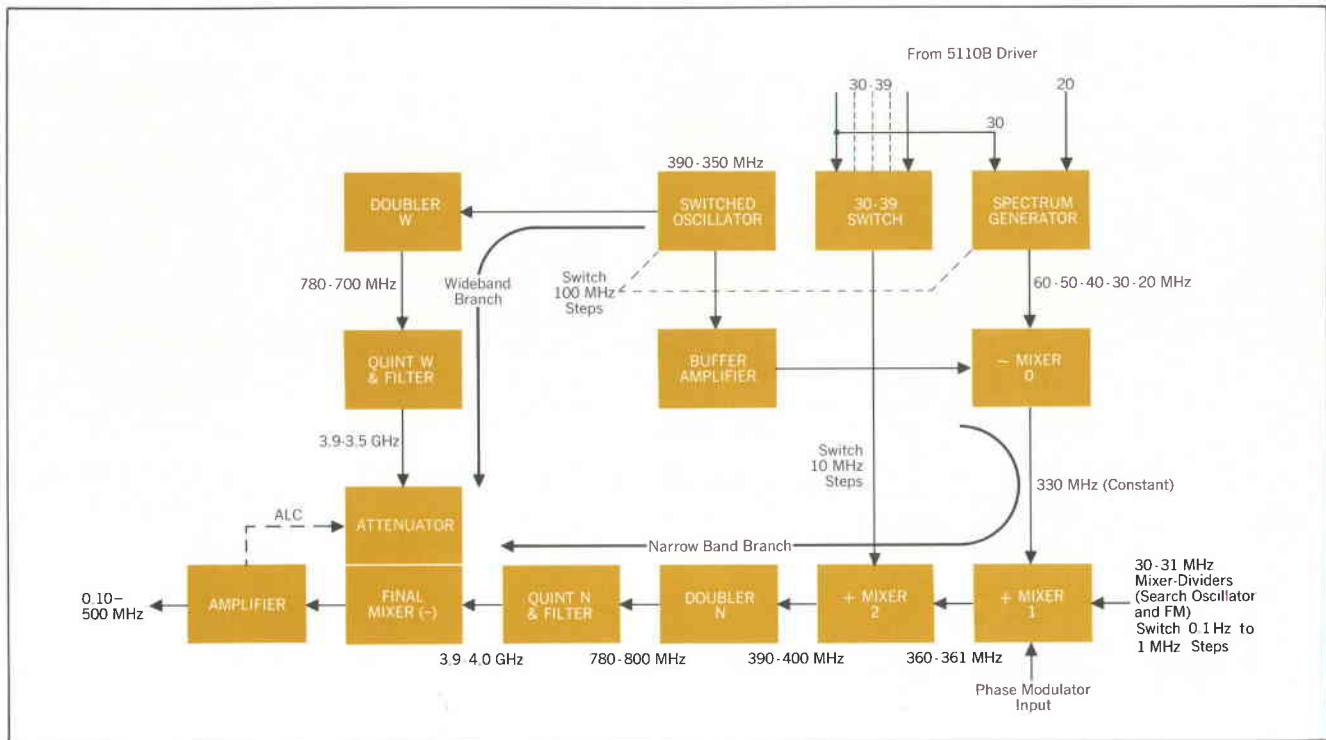 From 5110B Driver
30-39
20
30
390-350 MHz
DOUBLER
W
SWITCHED
OSCILLATOR
30-39
SWITCH
SPECTRUM
GENERATOR
780-700 MHz
Wideband
Branch
Switch
100 MHz
Steps
60-50-40-30-20 MHz
QUINT W
& FILTER
BUFFER
AMPLIFIER
− MIXER
0
3.9-3.5 GHz
Switch
10 MHz
Steps
330 MHz (Constant)
ALC
ATTENUATOR
Narrow Band Branch
0.10–
500 MHz
AMPLIFIER
FINAL
MIXER (-)
QUINT N
& FILTER
DOUBLER
N
+ MIXER
2
+ MIXER
1
30-31 MHz
Mixer-Dividers
(Search Oscillator
and FM)
Switch 0.1 Hz to
1 MHz Steps
3.9-4.0 GHz
780-800 MHz
390-400 MHz
360-361 MHz
Phase Modulator
Input